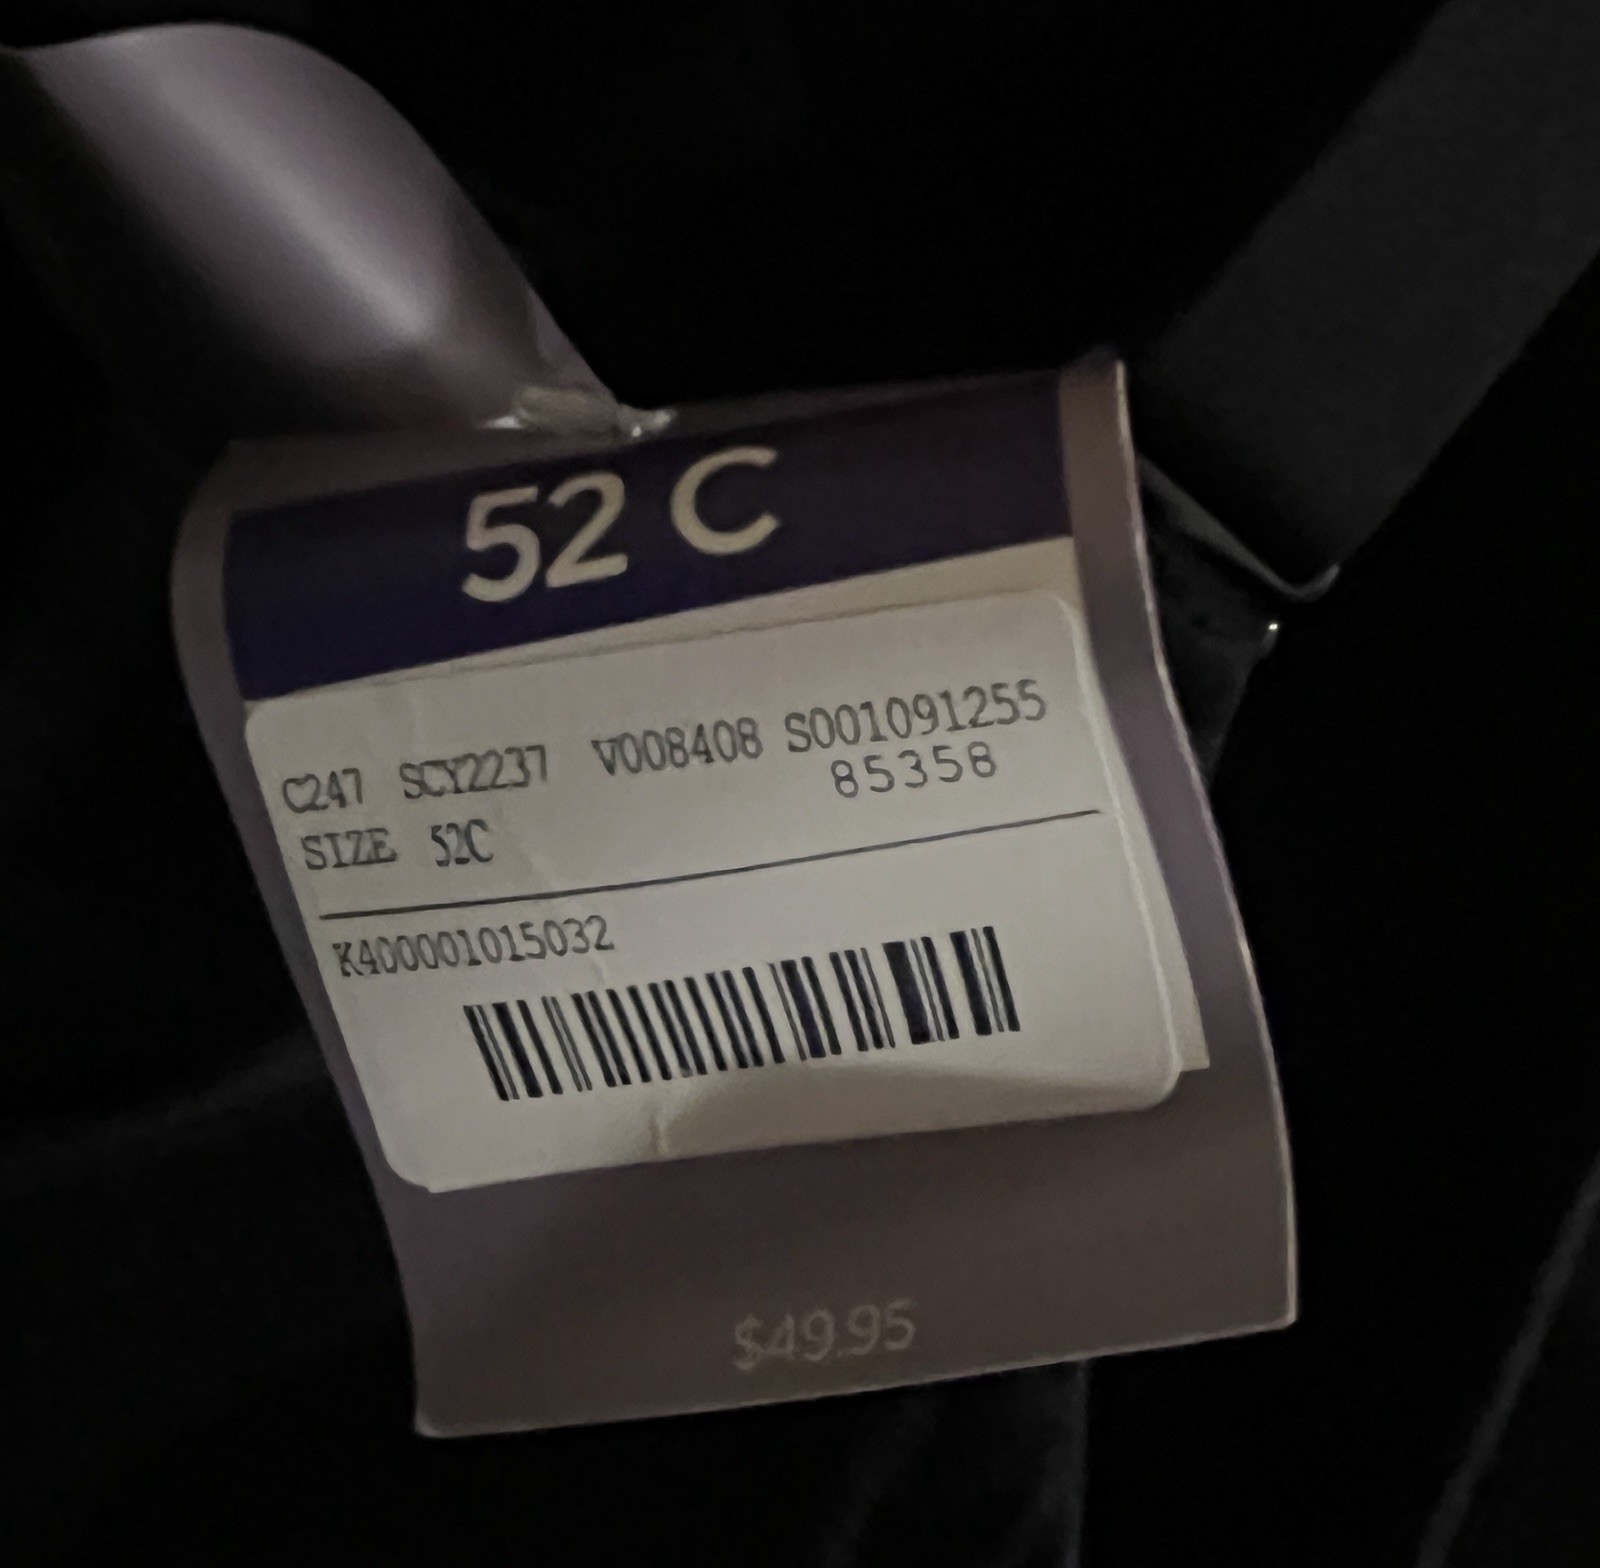 52 C
C247 SCY2237 V008408 S001091255
85358
SIZE 52C
K400001015032
$49.95